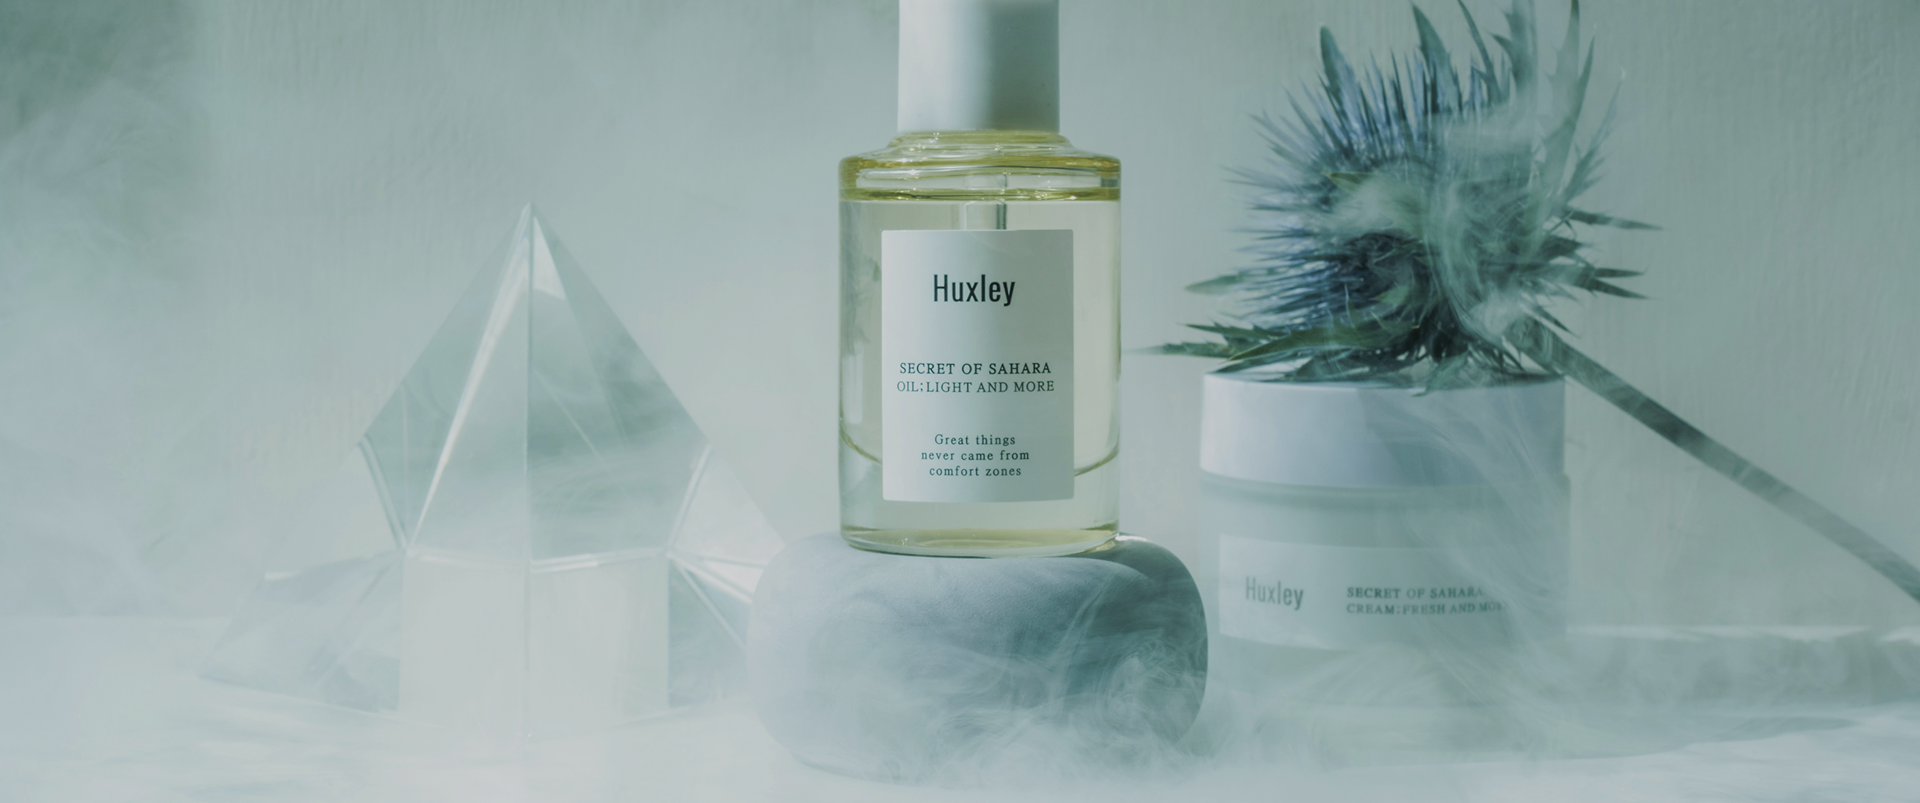 Huxley
SECRET OF SAHARA
OIL;LIGHT AND MORE
Great things
never came from
comfort zones
Huxley
SECRET OF SAHARA
CREAM;FRESH AND MORE